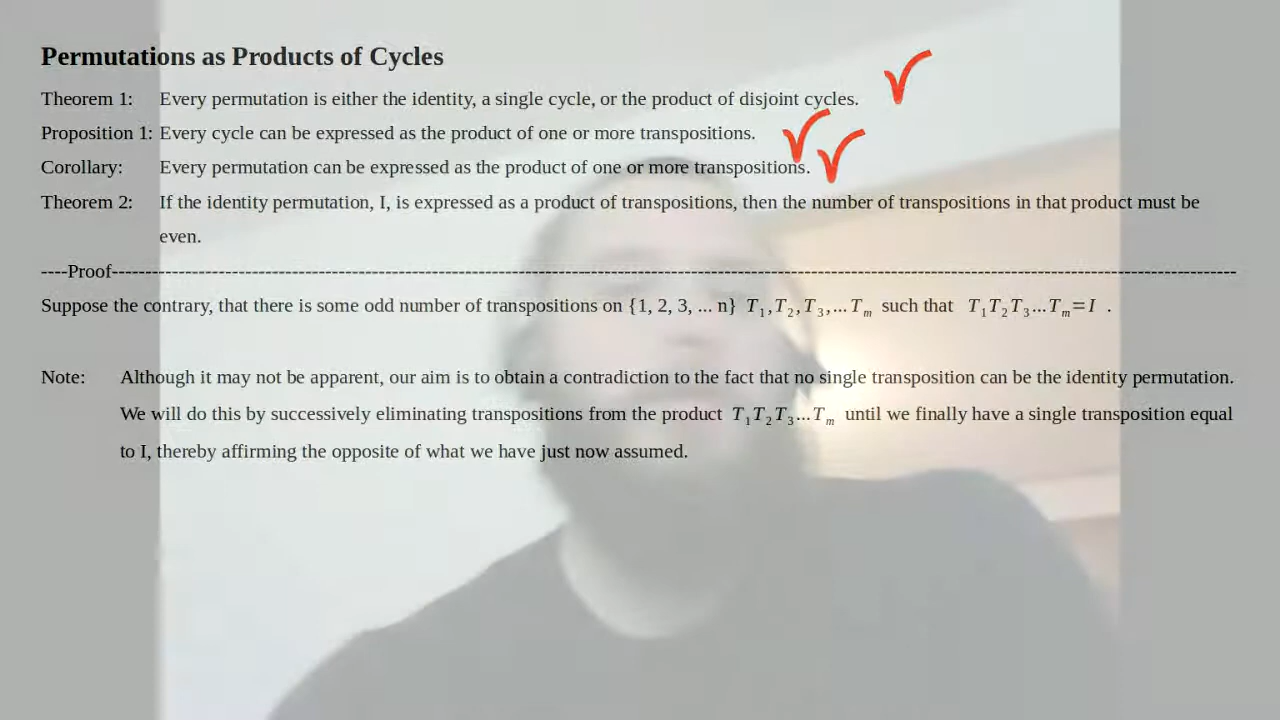 Permutations as Products of Cycles
Theorem 1: Every permutation is either the identity, a single cycle, or the product of disjoint cycles.
Proposition 1: Every cycle can be expressed as the product of one or more transpositions.
Corollary: Every permutation can be expressed as the product of one or more transpositions.
Theorem 2: If the identity permutation, I, is expressed as a product of transpositions, then the number of transpositions in that product must be
even.
----Proof----
Suppose the contrary, that there is some odd number of transpositions on {1, 2, 3, ... n} T₁,T₂,T₃,...Tₘ such that T₁T₂T₃...Tₘ=I .
Note: Although it may not be apparent, our aim is to obtain a contradiction to the fact that no single transposition can be the identity permutation.
We will do this by successively eliminating transpositions from the product T₁T₂T₃...Tₘ until we finally have a single transposition equal
to I, thereby affirming the opposite of what we have just now assumed.